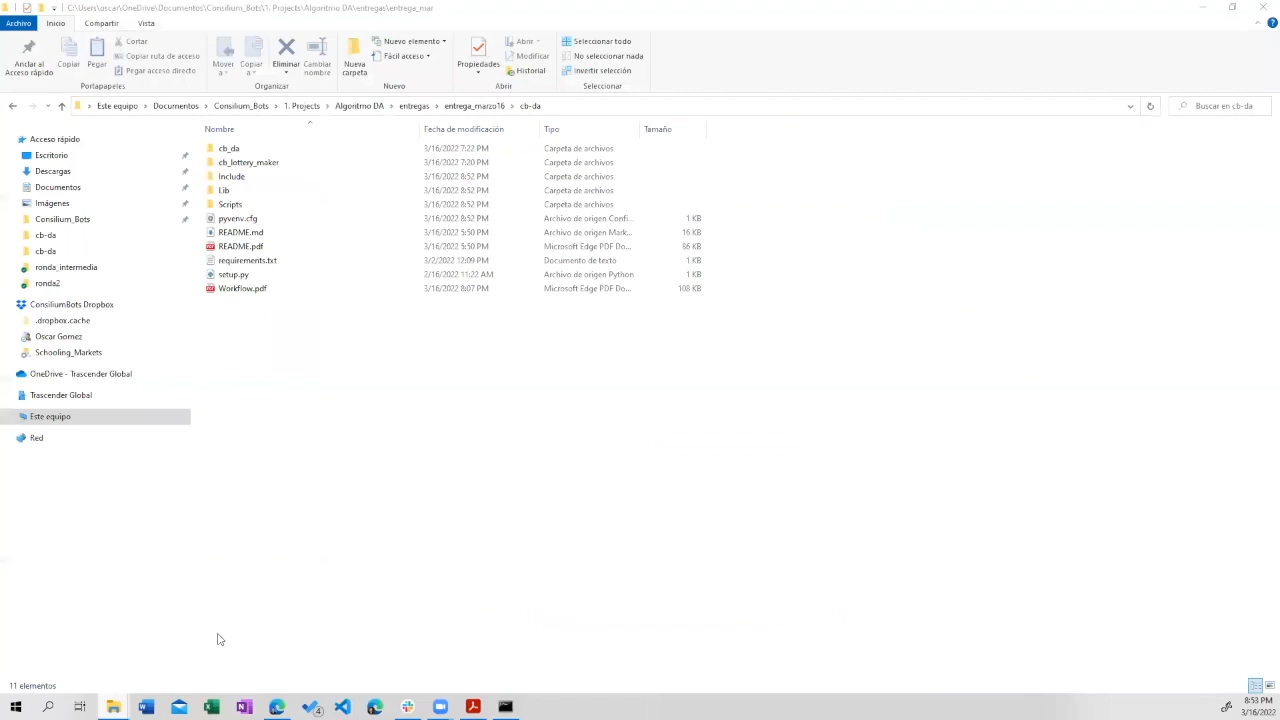 C:\Users\oscar\OneDrive\Documentos\Consilium_Bots\1. Projects\Algoritmo DA\entregas\entrega_mar
Archivo Inicio Compartir Vista
Anclar al Acceso rápido
Copiar
Pegar
Cortar
Copiar ruta de acceso
Pegar acceso directo
Portapapeles
Mover a
Copiar a
Eliminar
Cambiar nombre
Organizar
Nueva carpeta
Nuevo elemento
Fácil acceso
Nuevo
Propiedades
Abrir
Modificar
Historial
Abrir
Seleccionar todo
No seleccionar nada
Invertir selección
Seleccionar
Este equipo > Documentos > Consilium_Bots > 1. Projects > Algoritmo DA > entregas > entrega_marzo16 > cb-da
Buscar en cb-da
Nombre Fecha de modificación Tipo Tamaño
Acceso rápido
Escritorio
Descargas
Documentos
Imágenes
Consilium_Bots
cb-da
cb-da
ronda_intermedia
ronda2
ConsiliumBots Dropbox
.dropbox.cache
Oscar Gomez
Schooling_Markets
OneDrive - Trascender Global
Trascender Global
Este equipo
Red
cb_da 3/16/2022 7:22 PM Carpeta de archivos
cb_lottery_maker 3/16/2022 7:20 PM Carpeta de archivos
Include 3/16/2022 8:52 PM Carpeta de archivos
Lib 3/16/2022 8:52 PM Carpeta de archivos
Scripts 3/16/2022 8:52 PM Carpeta de archivos
pyvenv.cfg 3/16/2022 8:52 PM Archivo de origen Confi... 1 KB
README.md 3/16/2022 5:50 PM Archivo de origen Mark... 16 KB
README.pdf 3/16/2022 5:50 PM Microsoft Edge PDF Do... 86 KB
requirements.txt 3/2/2022 12:09 PM Documento de texto 1 KB
setup.py 2/16/2022 11:22 AM Archivo de origen Python 1 KB
Workflow.pdf 3/16/2022 8:07 PM Microsoft Edge PDF Do... 108 KB
11 elementos
8:53 PM
3/16/2022